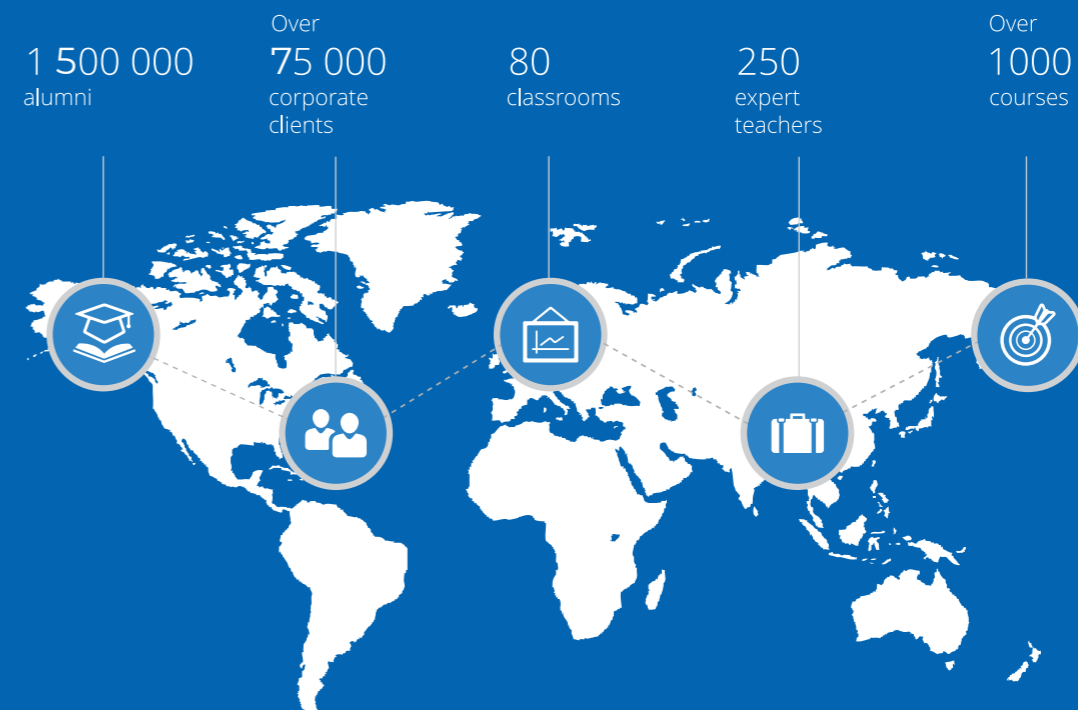 1 500 000
alumni
Over
75 000
corporate
clients
80
classrooms
250
expert
teachers
Over
1000
courses